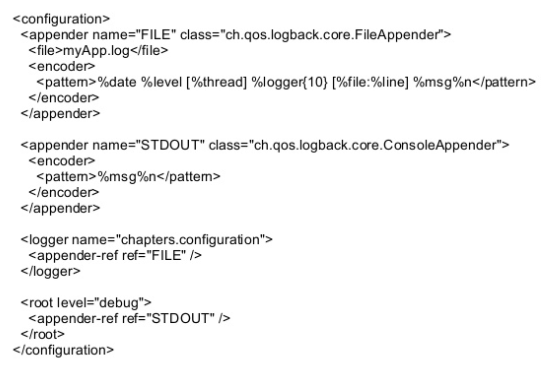 <configuration>
  <appender name="FILE" class="ch.qos.logback.core.FileAppender">
    <file>myApp.log</file>
    <encoder>
      <pattern>%date %level [%thread] %logger{10} [%file:%line] %msg%n</pattern>
    </encoder>
  </appender>

  <appender name="STDOUT" class="ch.qos.logback.core.ConsoleAppender">
    <encoder>
      <pattern>%msg%n</pattern>
    </encoder>
  </appender>

  <logger name="chapters.configuration">
    <appender-ref ref="FILE" />
  </logger>

  <root level="debug">
    <appender-ref ref="STDOUT" />
  </root>
</configuration>